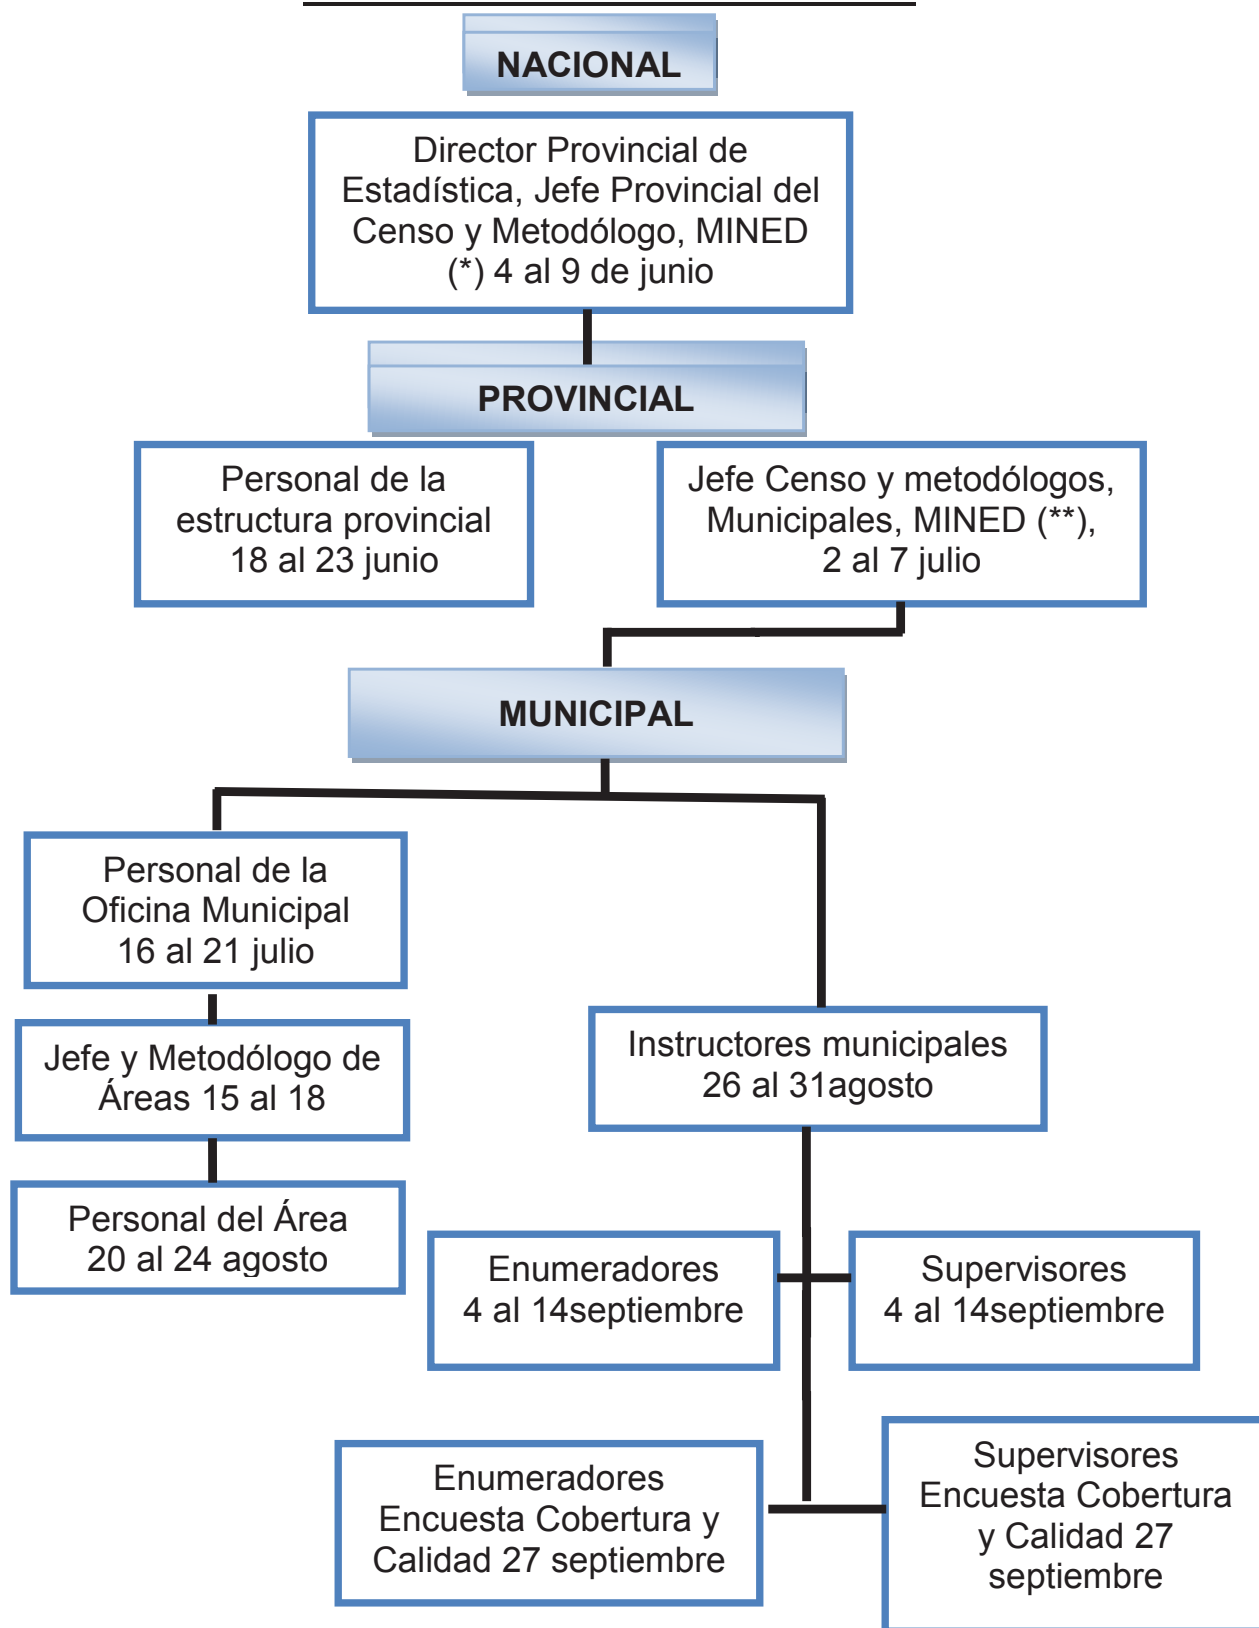 NACIONAL
Director Provincial de
Estadística, Jefe Provincial del
Censo y Metodólogo, MINED
(*) 4 al 9 de junio
PROVINCIAL
Personal de la
estructura provincial
18 al 23 junio
Jefe Censo y metodólogos,
Municipales, MINED (**),
2 al 7 julio
MUNICIPAL
Personal de la
Oficina Municipal
16 al 21 julio
Jefe y Metodólogo de
Áreas 15 al 18
Personal del Área
20 al 24 agosto
Instructores municipales
26 al 31agosto
Enumeradores
4 al 14septiembre
Supervisores
4 al 14septiembre
Enumeradores
Encuesta Cobertura y
Calidad 27 septiembre
Supervisores
Encuesta Cobertura
y Calidad 27
septiembre